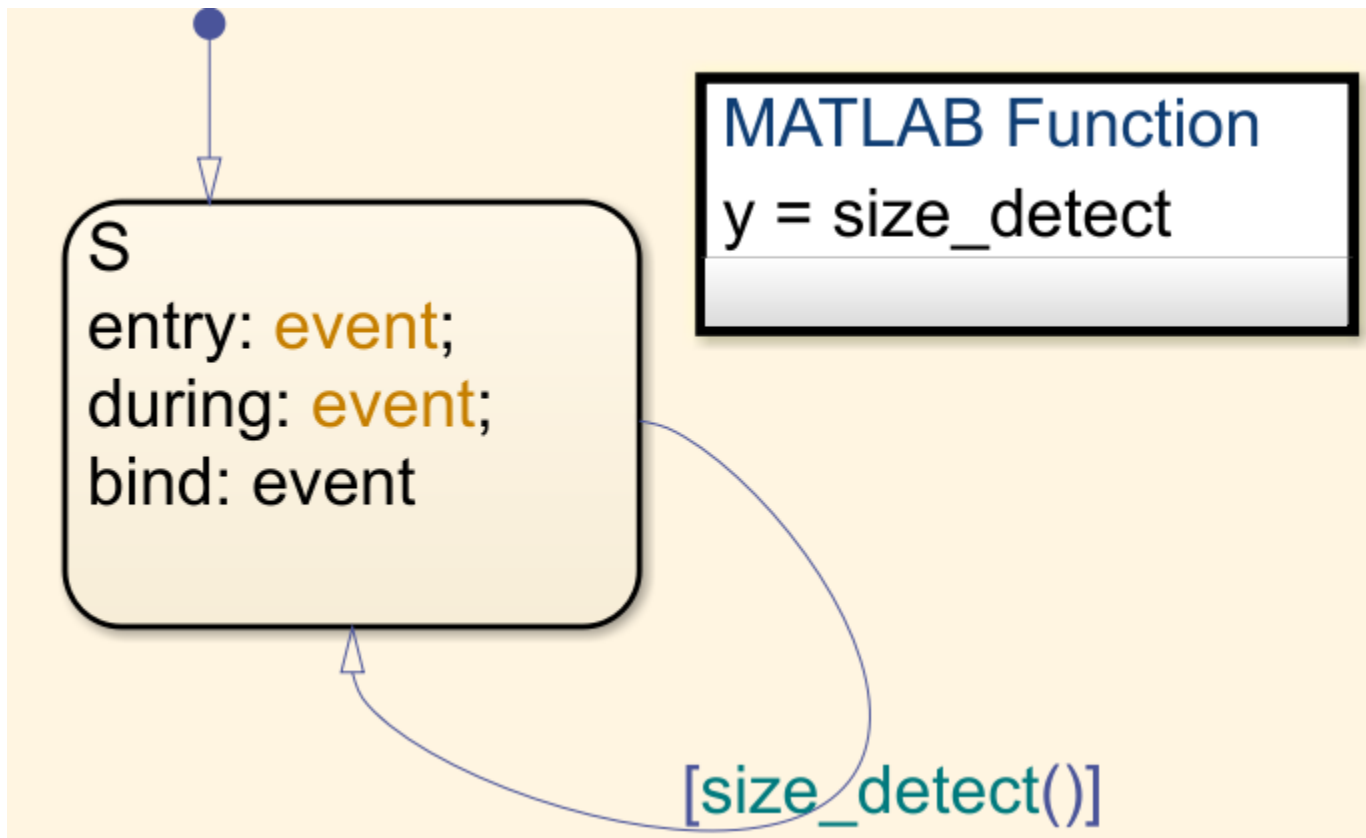 S
entry: event;
during: event;
bind: event
MATLAB Function
y = size_detect
[size_detect()]